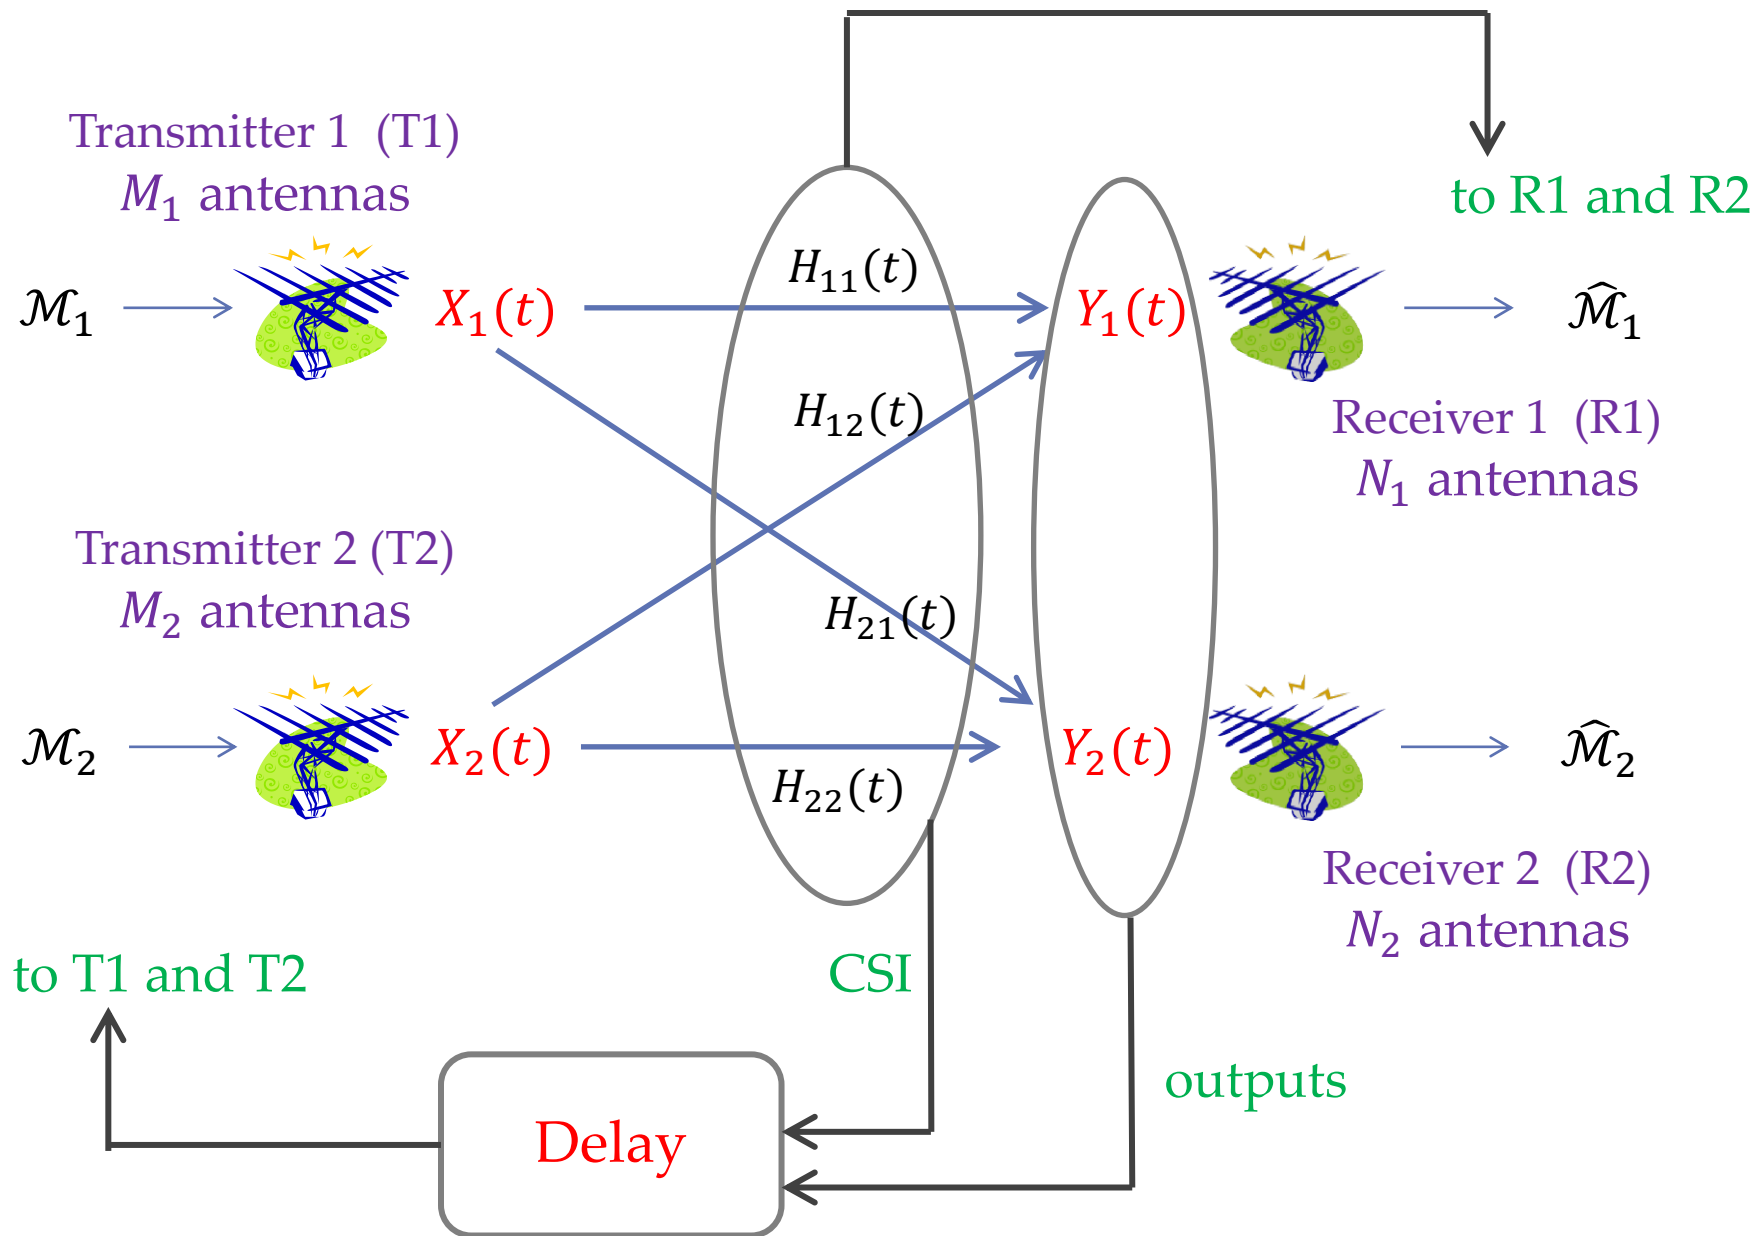 Transmitter 1 (T1)
M₁ antennas
to R1 and R2
ℳ₁
X₁(t)
H₁₁(t)
Y₁(t)
ℳ̂₁
H₁₂(t)
Receiver 1 (R1)
N₁ antennas
Transmitter 2 (T2)
M₂ antennas
H₂₁(t)
ℳ₂
X₂(t)
H₂₂(t)
Y₂(t)
ℳ̂₂
Receiver 2 (R2)
N₂ antennas
to T1 and T2
CSI
outputs
Delay